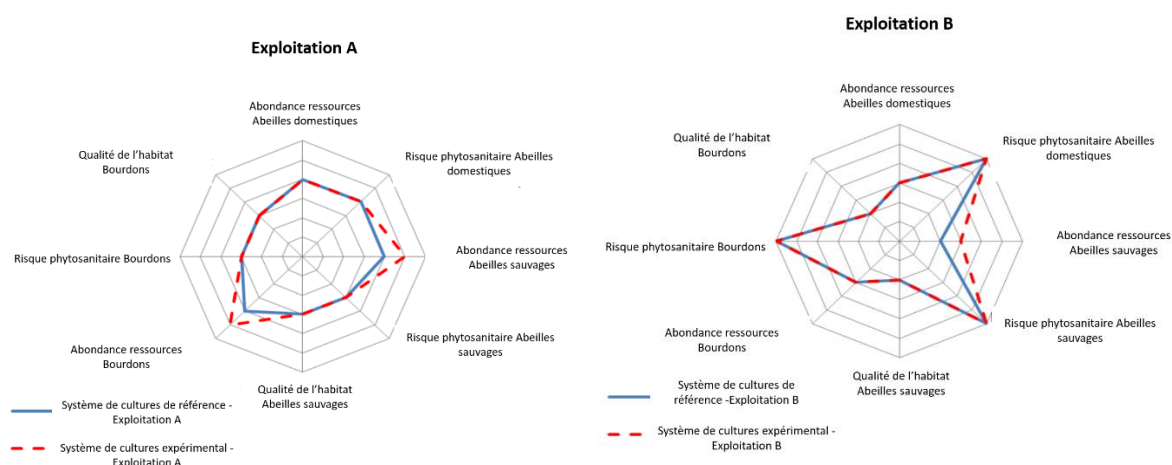 Exploitation A
Abondance ressources
Abeilles domestiques
Qualité de l’habitat
Bourdons
Risque phytosanitaire Abeilles
domestiques
Risque phytosanitaire Bourdons
Abondance ressources
Abeilles sauvages
Abondance ressources
Bourdons
Risque phytosanitaire Abeilles
sauvages
Qualité de l’habitat
Abeilles sauvages
Système de cultures de référence -
Exploitation A
Système de cultures expérimental -
Exploitation A
Exploitation B
Abondance ressources
Abeilles domestiques
Qualité de l’habitat
Bourdons
Risque phytosanitaire Abeilles
domestiques
Risque phytosanitaire Bourdons
Abondance ressources
Abeilles sauvages
Abondance ressources
Bourdons
Risque phytosanitaire Abeilles
sauvages
Qualité de l’habitat
Abeilles sauvages
Système de cultures de
référence -Exploitation B
Système de cultures expérimental -
Exploitation B